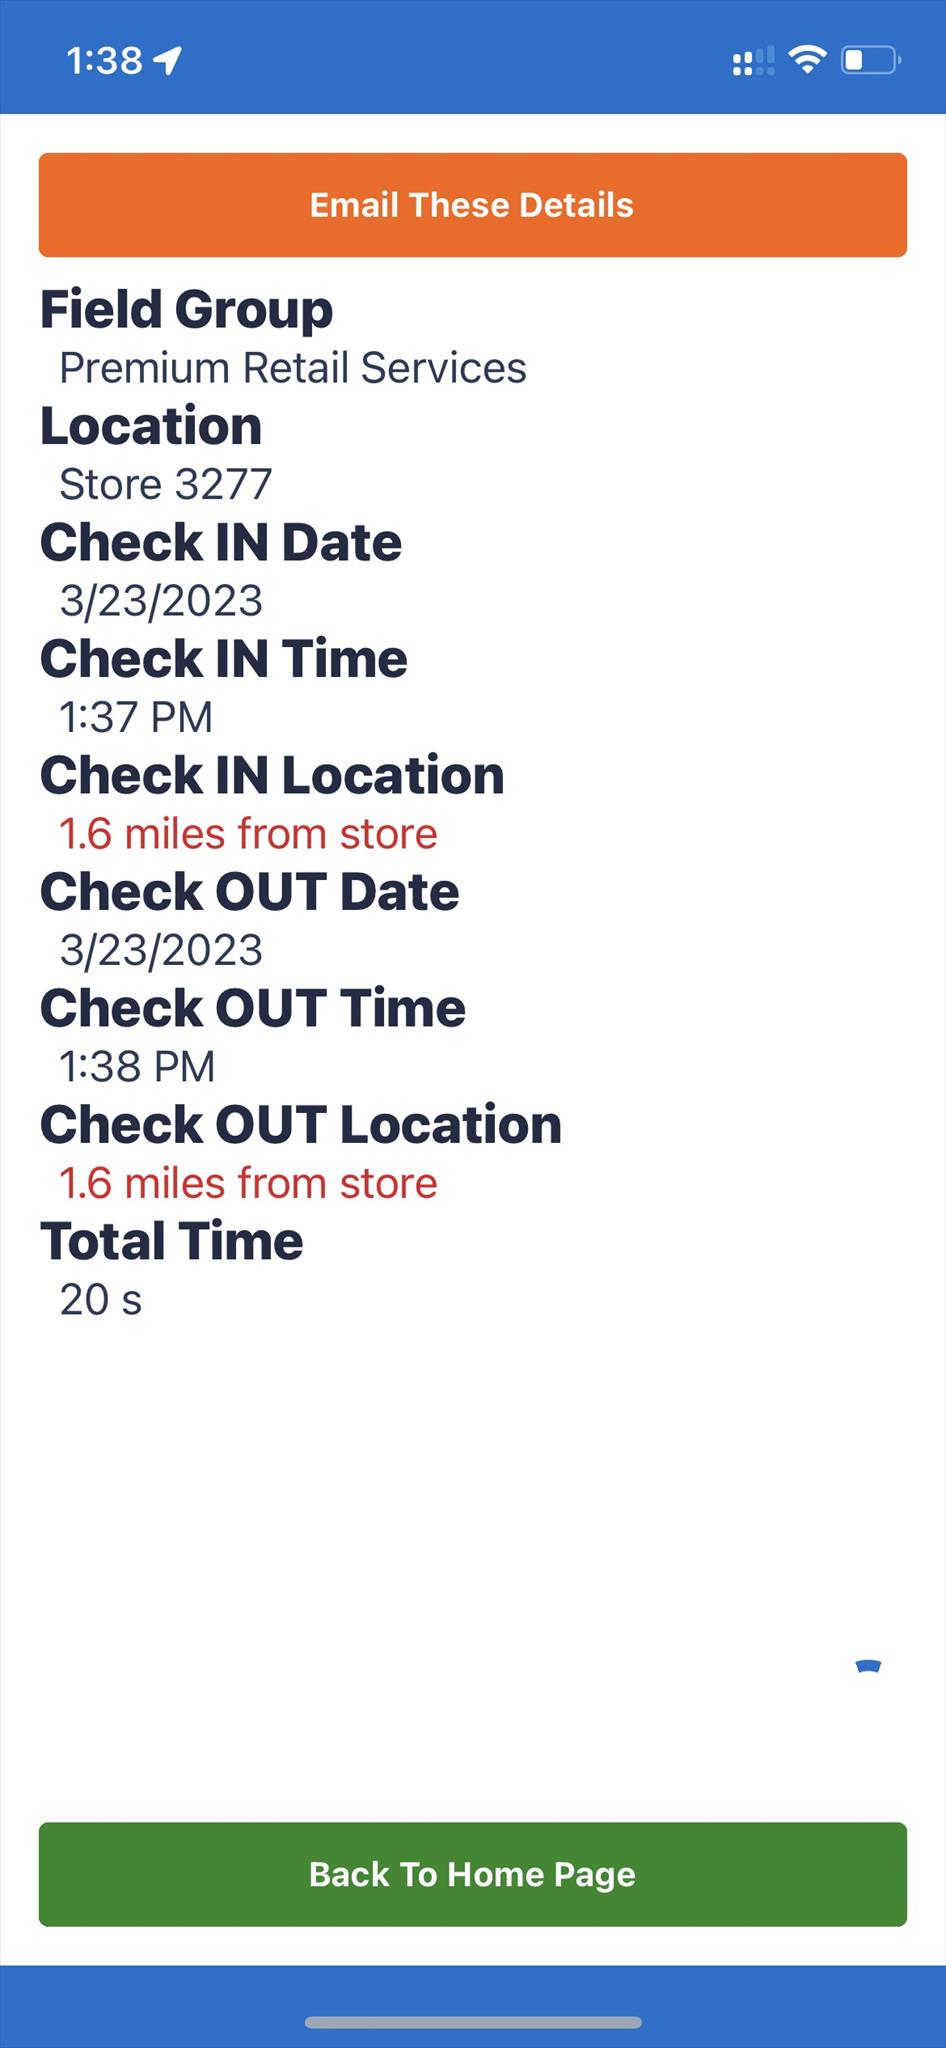 1:38
Email These Details
Field Group
Premium Retail Services
Location
Store 3277
Check IN Date
3/23/2023
Check IN Time
1:37 PM
Check IN Location
1.6 miles from store
Check OUT Date
3/23/2023
Check OUT Time
1:38 PM
Check OUT Location
1.6 miles from store
Total Time
20 s
Back To Home Page